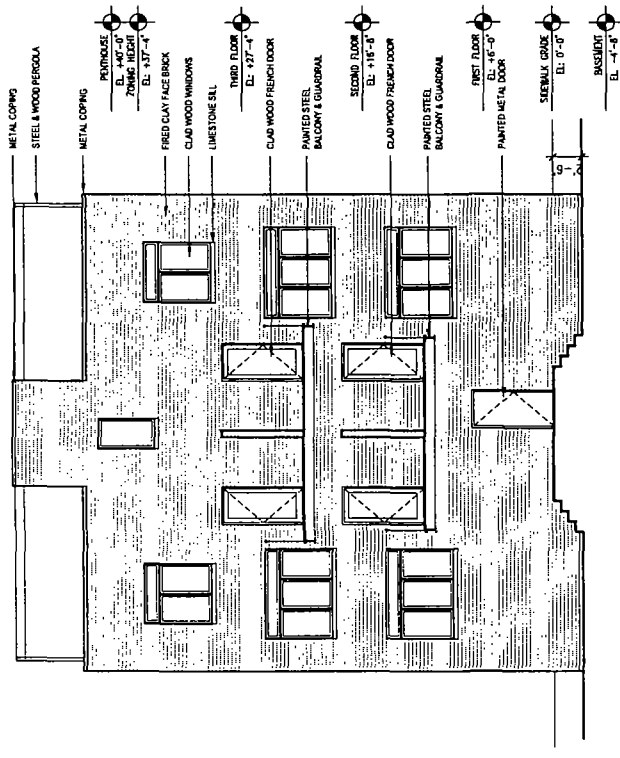 METAL COPING
STEEL & WOOD PERGOLA
METAL COPING
PENTHOUSE
EL: +40'-0"
ZONING HEIGHT
EL: +37'-4"
FIRED CLAY FACE BRICK
CLAD WOOD WINDOWS
LIMESTONE SILL
THIRD FLOOR
EL: +27'-4"
CLAD WOOD FRENCH DOOR
PAINTED STEEL
BALCONY & GUARDRAIL
SECOND FLOOR
EL: +16'-8"
CLAD WOOD FRENCH DOOR
PAINTED STEEL
BALCONY & GUARDRAIL
FIRST FLOOR
EL: +6'-0"
PAINTED METAL DOOR
SIDEWALK GRADE
EL: 0'-0"
2'-6"
BASEMENT
EL: -4'-8"